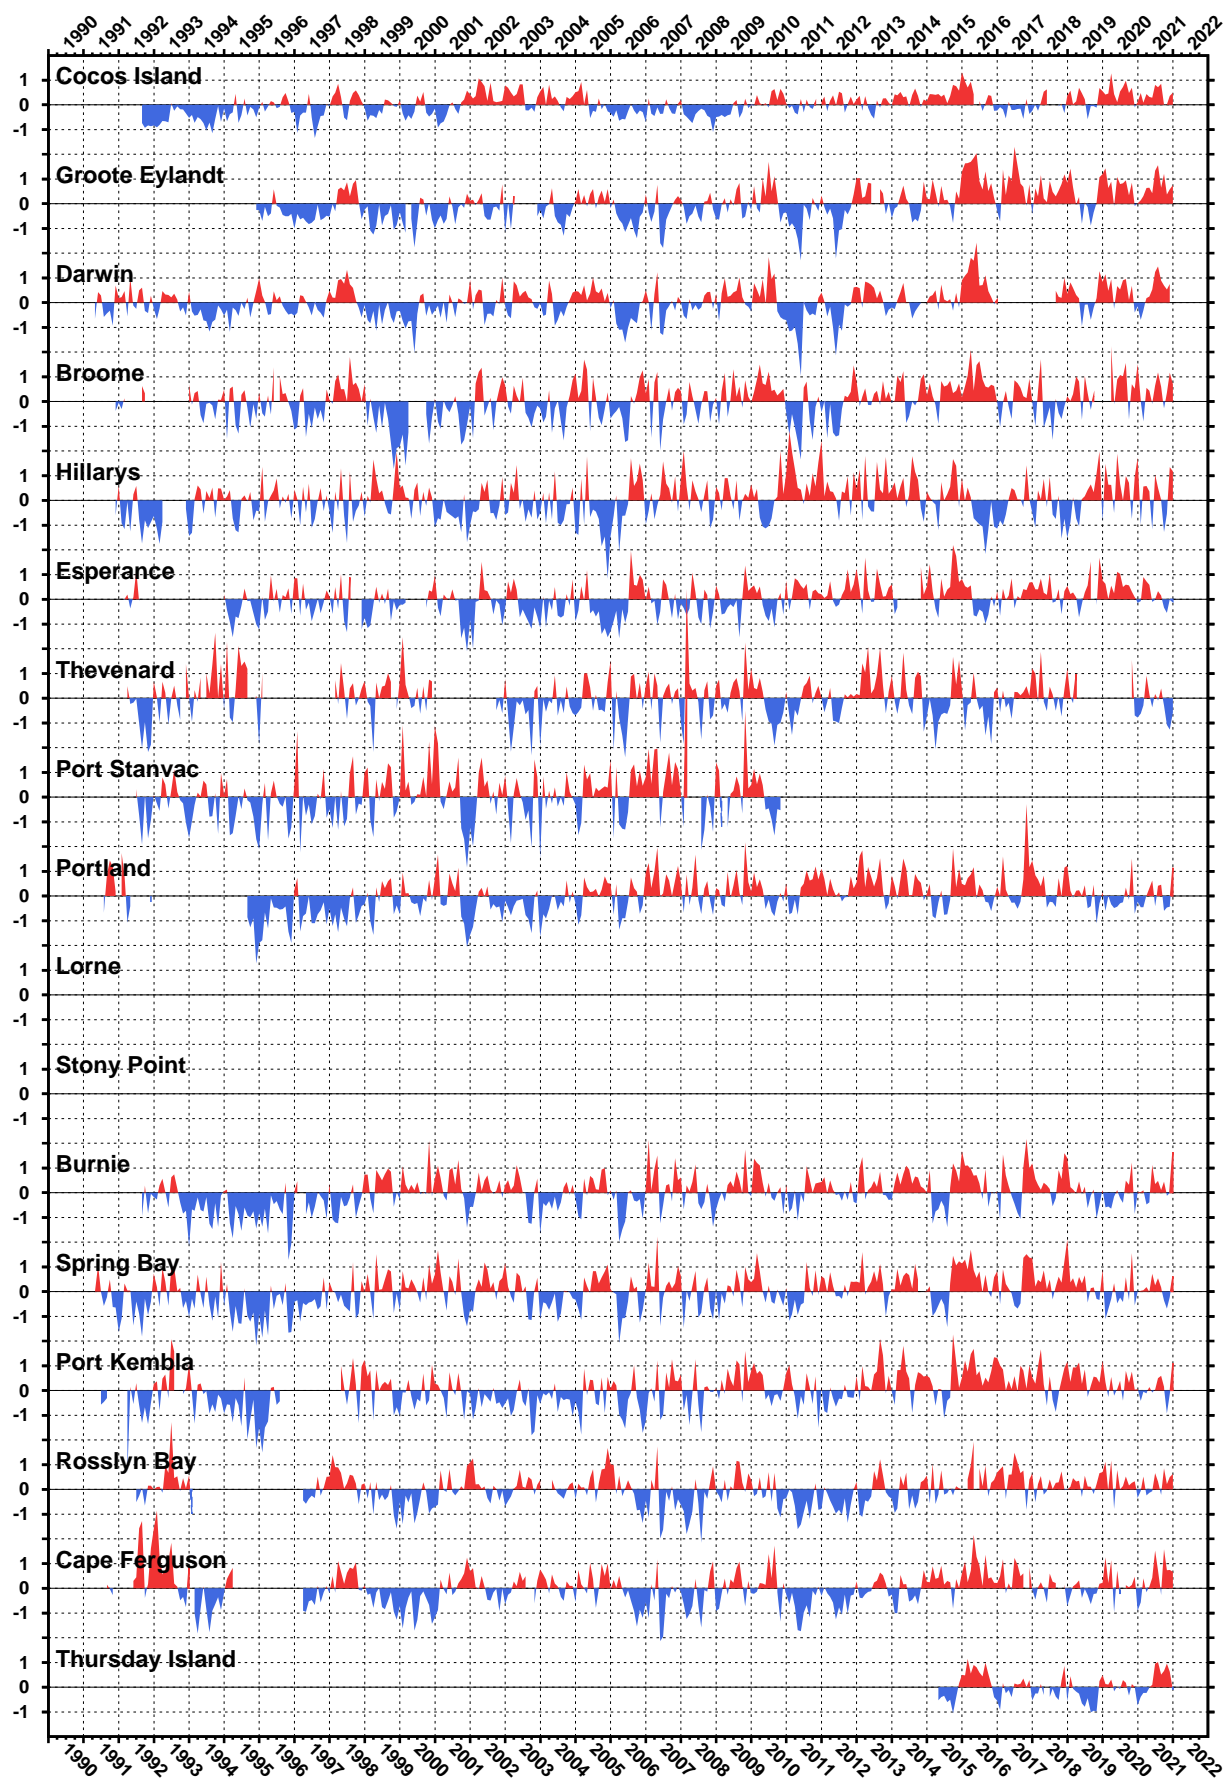 1990 1991 1992 1993 1994 1995 1996 1997 1998 1999 2000 2001 2002 2003 2004 2005 2006 2007 2008 2009 2010 2011 2012 2013 2014 2015 2016 2017 2018 2019 2020 2021 2022
Cocos Island
1
0
-1
Groote Eylandt
1
0
-1
Darwin
1
0
-1
Broome
1
0
-1
Hillarys
1
0
-1
Esperance
1
0
-1
Thevenard
1
0
-1
Port Stanvac
1
0
-1
Portland
1
0
-1
Lorne
1
0
-1
Stony Point
1
0
-1
Burnie
1
0
-1
Spring Bay
1
0
-1
Port Kembla
1
0
-1
Rosslyn Bay
1
0
-1
Cape Ferguson
1
0
-1
Thursday Island
1
0
-1
1990 1991 1992 1993 1994 1995 1996 1997 1998 1999 2000 2001 2002 2003 2004 2005 2006 2007 2008 2009 2010 2011 2012 2013 2014 2015 2016 2017 2018 2019 2020 2021 2022